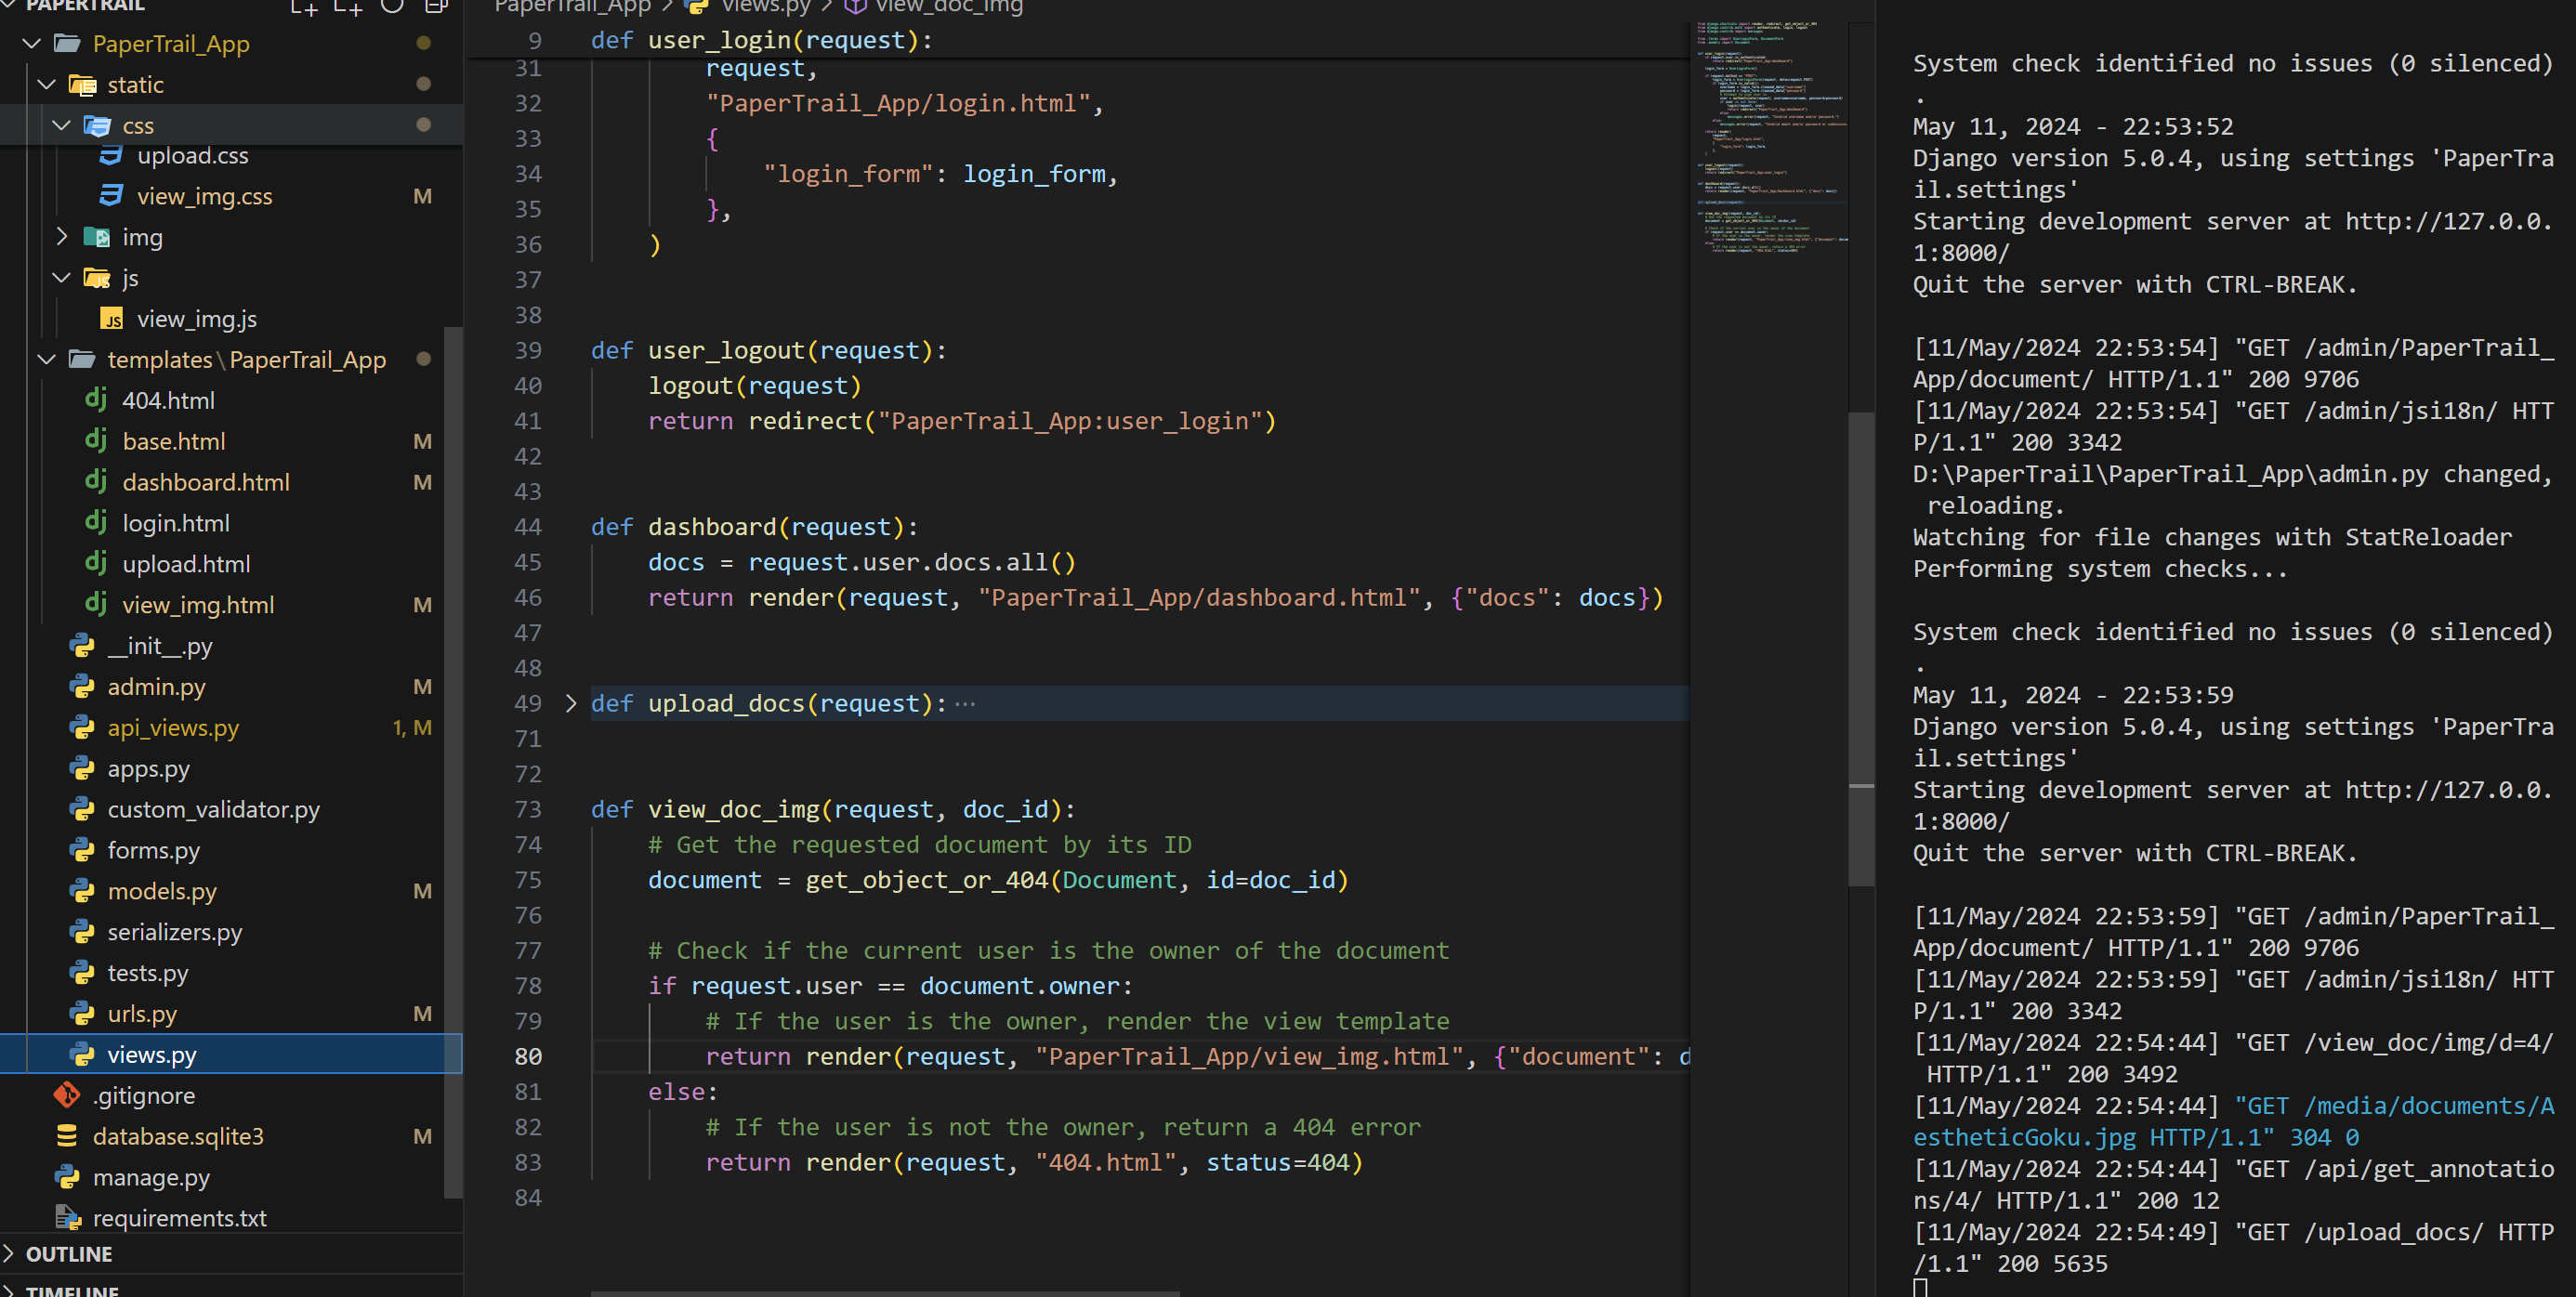 PAPERTRAIL
PaperTrail_App
static
css
upload.css
view_img.css M
img
js
JS view_img.js
templates\PaperTrail_App
dj 404.html
dj base.html M
dj dashboard.html M
dj login.html
dj upload.html
dj view_img.html M
__init__.py
admin.py M
api_views.py 1, M
apps.py
custom_validator.py
forms.py
models.py M
serializers.py
tests.py
urls.py M
views.py
.gitignore
database.sqlite3 M
manage.py
requirements.txt
OUTLINE
TIMELINE
PaperTrail_App > views.py > view_doc_img
9 def user_login(request):
31 request,
32 "PaperTrail_App/login.html",
33 {
34 "login_form": login_form,
35 },
36 )
37
38
39 def user_logout(request):
40 logout(request)
41 return redirect("PaperTrail_App:user_login")
42
43
44 def dashboard(request):
45 docs = request.user.docs.all()
46 return render(request, "PaperTrail_App/dashboard.html", {"docs": docs})
47
48
49 def upload_docs(request): ···
71
72
73 def view_doc_img(request, doc_id):
74 # Get the requested document by its ID
75 document = get_object_or_404(Document, id=doc_id)
76
77 # Check if the current user is the owner of the document
78 if request.user == document.owner:
79 # If the user is the owner, render the view template
80 return render(request, "PaperTrail_App/view_img.html", {"document": d
81 else:
82 # If the user is not the owner, return a 404 error
83 return render(request, "404.html", status=404)
84
System check identified no issues (0 silenced)
.
May 11, 2024 - 22:53:52
Django version 5.0.4, using settings 'PaperTra
il.settings'
Starting development server at http://127.0.0.
1:8000/
Quit the server with CTRL-BREAK.
[11/May/2024 22:53:54] "GET /admin/PaperTrail_
App/document/ HTTP/1.1" 200 9706
[11/May/2024 22:53:54] "GET /admin/jsi18n/ HTT
P/1.1" 200 3342
D:\PaperTrail\PaperTrail_App\admin.py changed,
reloading.
Watching for file changes with StatReloader
Performing system checks...
System check identified no issues (0 silenced)
.
May 11, 2024 - 22:53:59
Django version 5.0.4, using settings 'PaperTra
il.settings'
Starting development server at http://127.0.0.
1:8000/
Quit the server with CTRL-BREAK.
[11/May/2024 22:53:59] "GET /admin/PaperTrail_
App/document/ HTTP/1.1" 200 9706
[11/May/2024 22:53:59] "GET /admin/jsi18n/ HTT
P/1.1" 200 3342
[11/May/2024 22:54:44] "GET /view_doc/img/d=4/
HTTP/1.1" 200 3492
[11/May/2024 22:54:44] "GET /media/documents/A
estheticGoku.jpg HTTP/1.1" 304 0
[11/May/2024 22:54:44] "GET /api/get_annotatio
ns/4/ HTTP/1.1" 200 12
[11/May/2024 22:54:49] "GET /upload_docs/ HTTP
/1.1" 200 5635